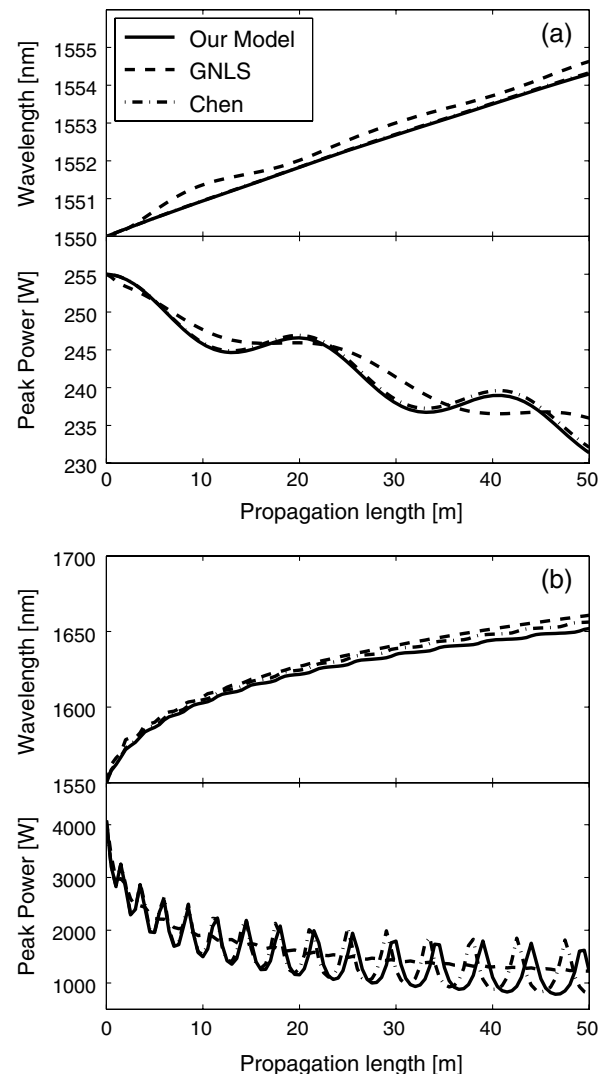 (a)
Our Model
GNLS
Chen
Wavelength [nm]
1556
1555
1554
1553
1552
1551
1550
Peak Power [W]
255
250
245
240
235
230
0 10 20 30 40 50
Propagation length [m]
(b)
Wavelength [nm]
1700
1650
1600
1550
Peak Power [W]
4000
3000
2000
1000
0 10 20 30 40 50
Propagation length [m]